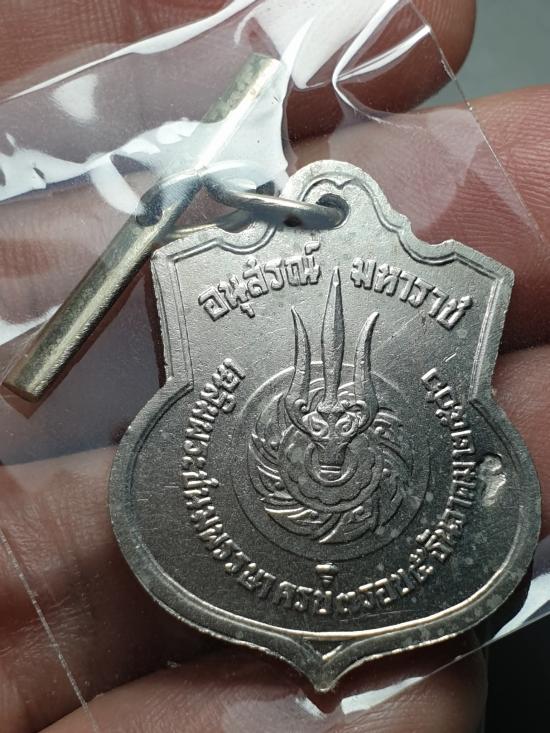 อนุสรณ์ มหาราช
เฉลิมพระชนมพรรษา ครบ ๓ รอบ ๕ ธันวาคม ๒๕๐๖